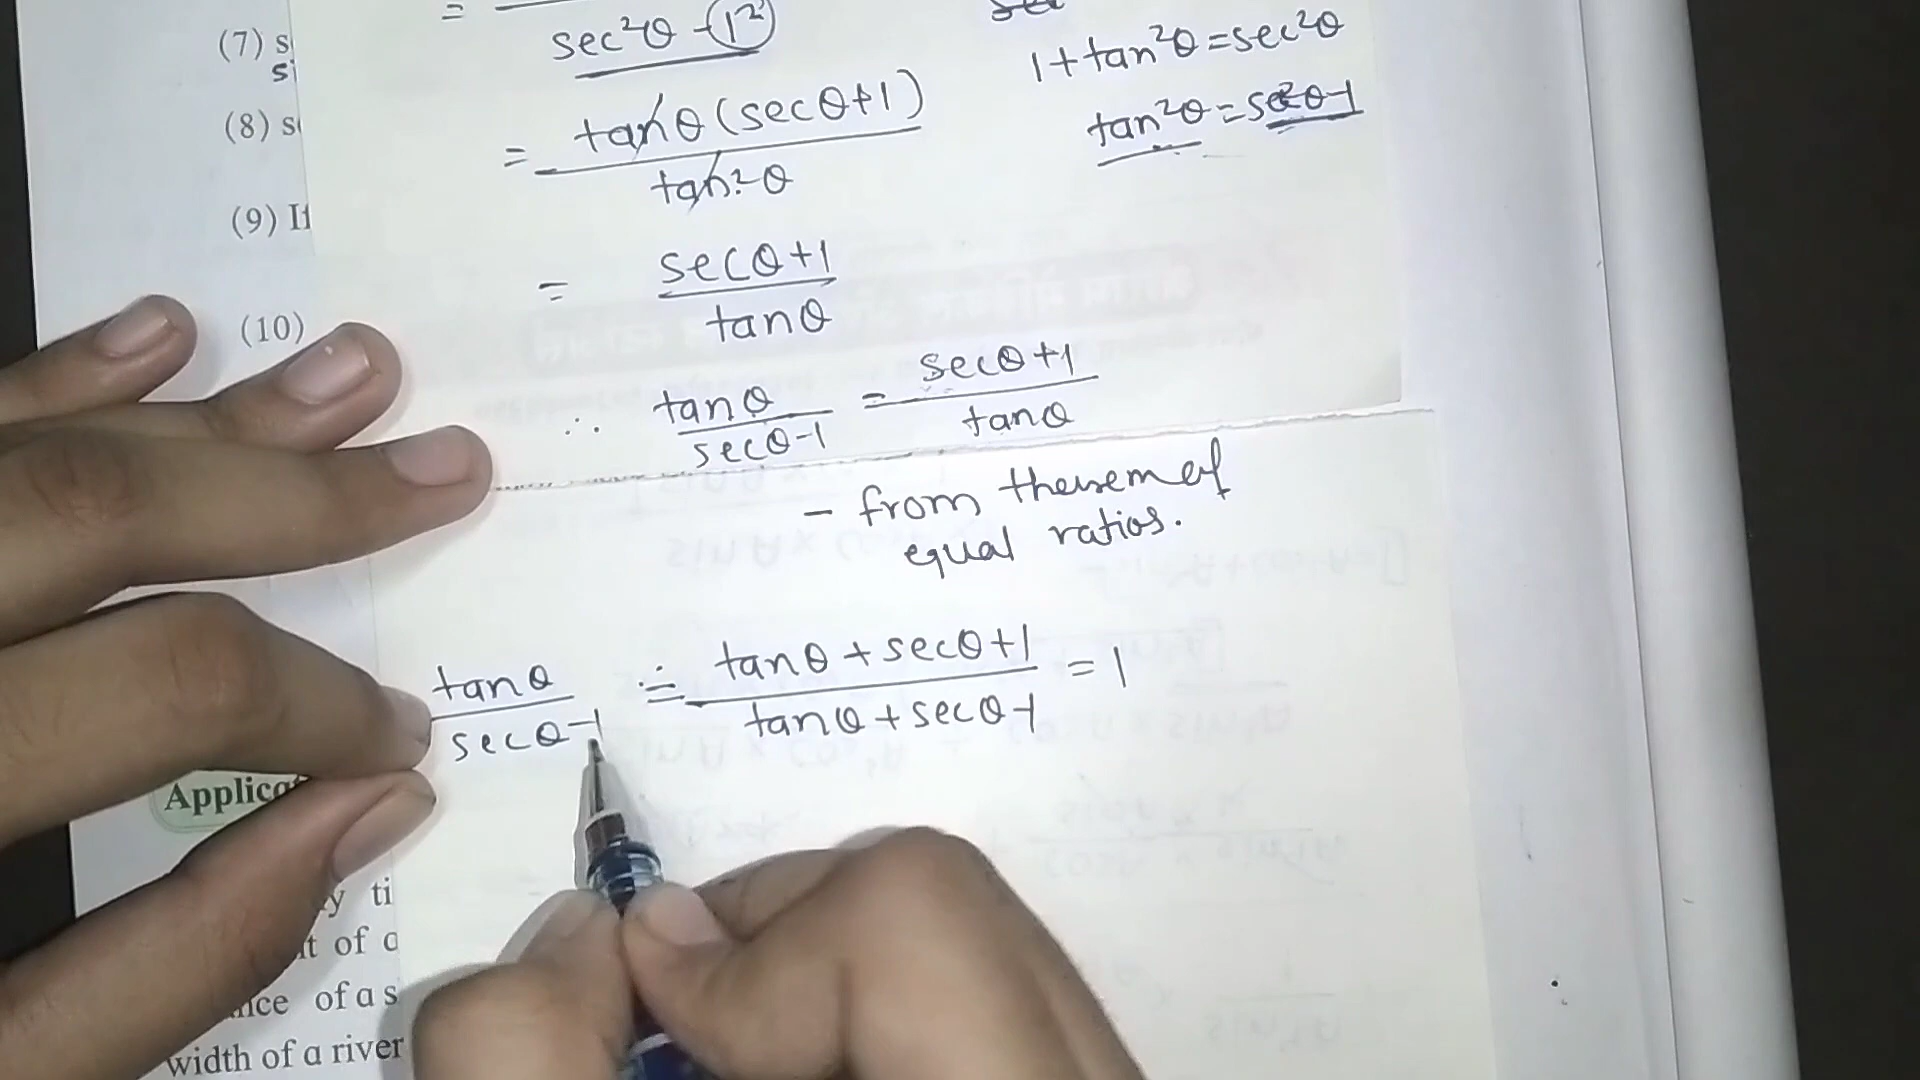 (7) s
si
(8) s
(9) If
(10)
=
sec²θ - 1²
= tanθ (secθ+1)
tan²θ
= secθ+1
tanθ
∴ tanθ = secθ+1
secθ-1 tanθ
- from theorem of
equal ratios.
tanθ ∴ = tanθ + secθ+1 = 1
secθ-1 tanθ + secθ-1
1+tan²θ=sec²θ
tan²θ=sec²θ-1
Applica
y ti
t of a
nce of a s
width of a river